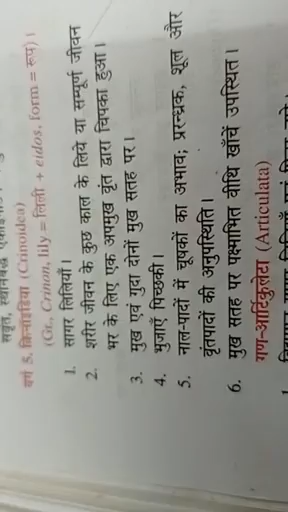 वर्ग 5. क्रिनॉइडिया (Crinoidea)
(Gr., Crinon, lily = लिली + eidos, form = रूप)।
1. सागर लिलियाँ।
2. शरीर जीवन के कुछ काल के लिये या सम्पूर्ण जीवन
भर के लिए एक अपमुख वृंत द्वारा चिपका हुआ।
3. मुख एवं गुदा दोनों मुख सतह पर।
4. भुजाएँ पिच्छकी।
5. नाल-पादों में चूषकों का अभाव; प्ररन्ध्रक, शूल और
वृंतपादों की अनुपस्थिति।
6. मुख सतह पर पक्ष्माभित वीथि खाँचें उपस्थित।
गण-आर्टिकुलेटा (Articulata)